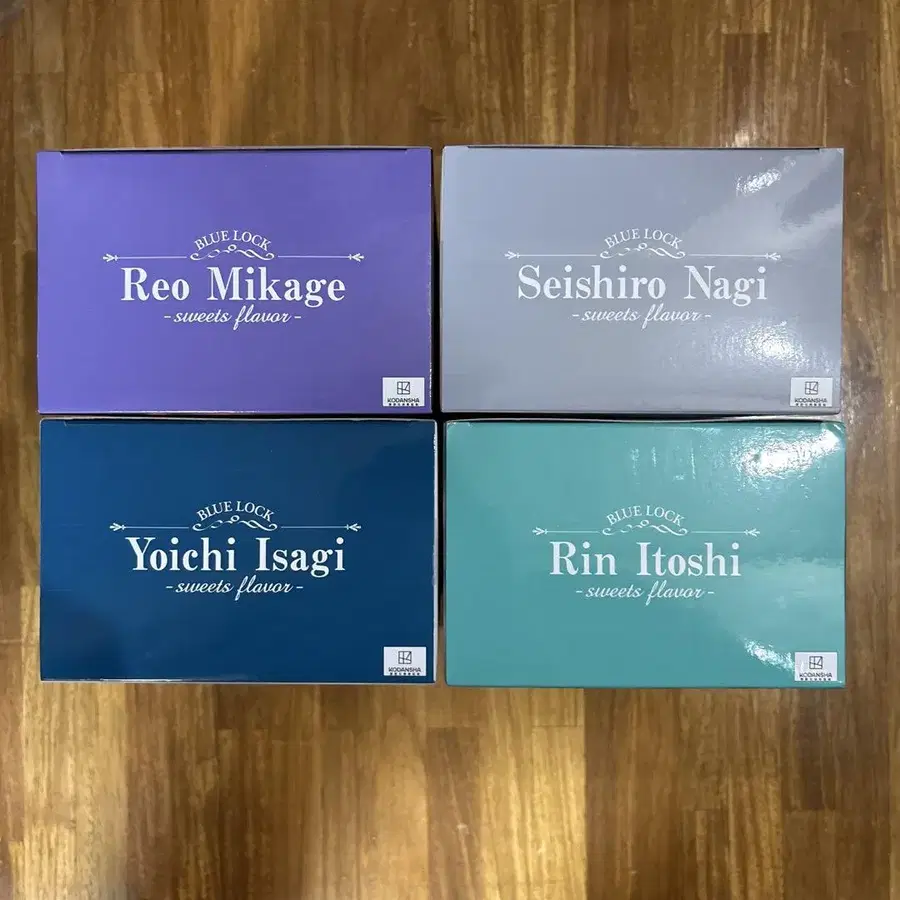 BLUE LOCK
Reo Mikage
-sweets flavor-
KODANSHA
BLUE LOCK
Seishiro Nagi
-sweets flavor-
KODANSHA
BLUE LOCK
Yoichi Isagi
-sweets flavor-
KODANSHA
BLUE LOCK
Rin Itoshi
-sweets flavor-
KODANSHA